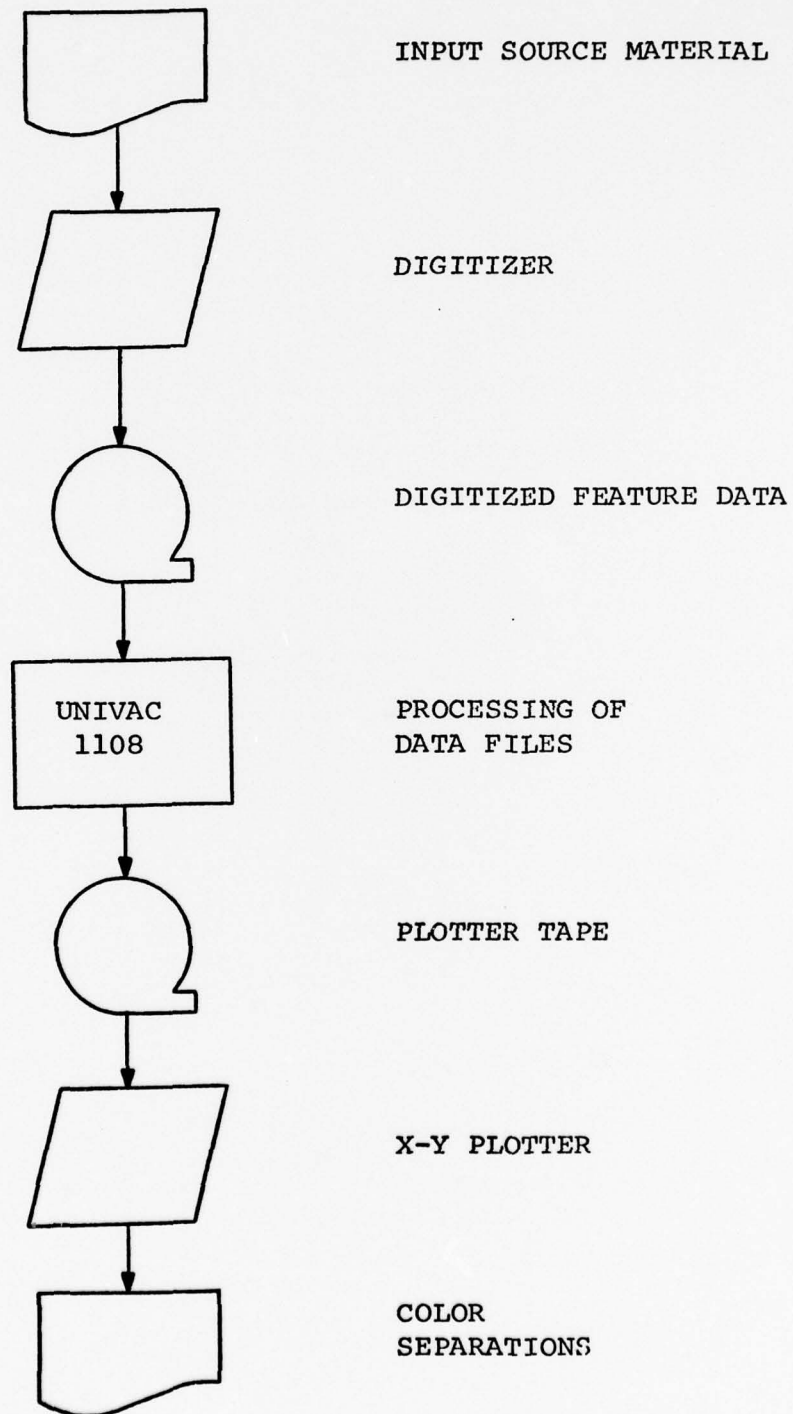 INPUT SOURCE MATERIAL
DIGITIZER
DIGITIZED FEATURE DATA
UNIVAC
1108
PROCESSING OF
DATA FILES
PLOTTER TAPE
X-Y PLOTTER
COLOR
SEPARATIONS